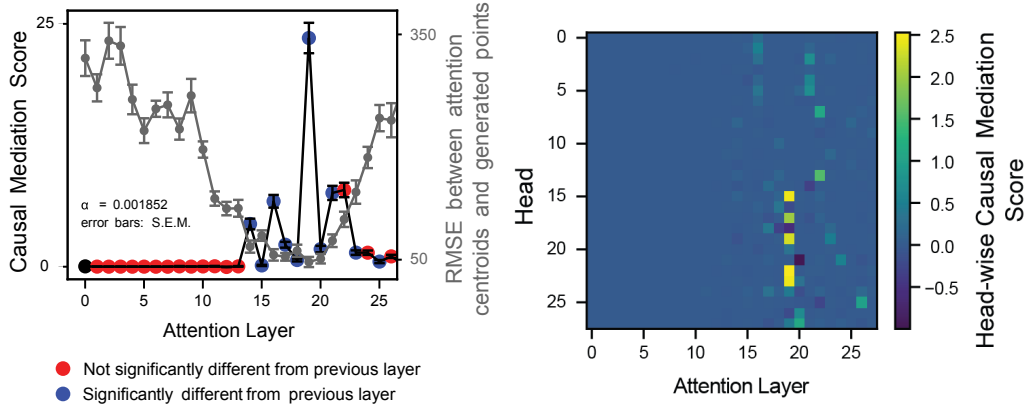 25
0
Causal Mediation Score
α = 0.001852
error bars: S.E.M.
350
50
RMSE between attention
centroids and generated points
0 5 10 15 20 25
Attention Layer
Not significantly different from previous layer
Significantly different from previous layer
0
5
10
15
20
25
Head
0 5 10 15 20 25
Attention Layer
2.5
2.0
1.5
1.0
0.5
0.0
−0.5
Head-wise Causal Mediation
Score